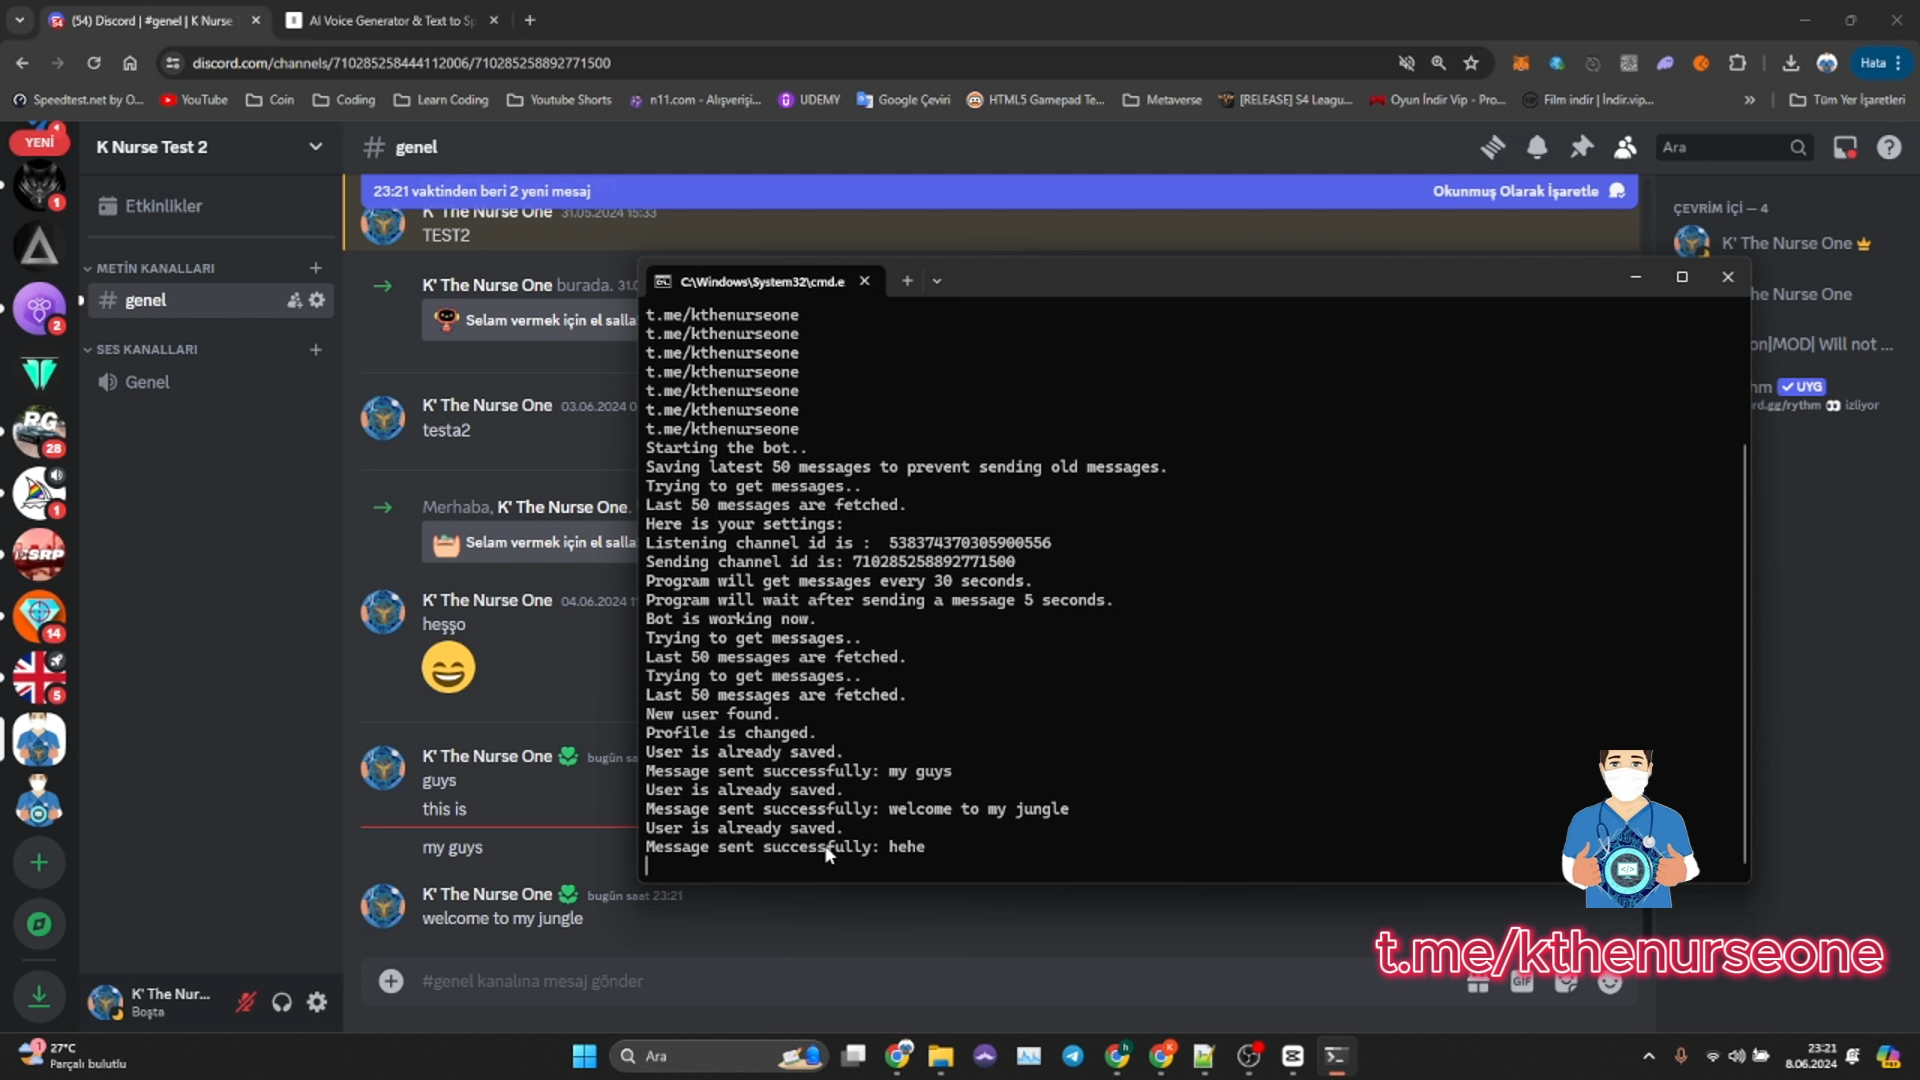 (54) Discord | #genel | K Nurse
AI Voice Generator & Text to Sp
discord.com/channels/710285258444112006/710285258892771500
Hata
Speedtest.net by O...
YouTube
Coin
Coding
Learn Coding
Youtube Shorts
n11.com - Alışverişi...
UDEMY
Google Çeviri
HTML5 Gamepad Te...
Metaverse
[RELEASE] S4 Leagu...
Oyun İndir Vip - Pro...
Film indir | İndir.vip...
Tüm Yer İşaretleri
YENİ
K Nurse Test 2
genel
Ara
Etkinlikler
METİN KANALLARI
genel
SES KANALLARI
Genel
1
2
RG
28
1
SRP
14
5
23:21 vaktinden beri 2 yeni mesaj
Okunmuş Olarak İşaretle
K' The Nurse One 31.05.2024 15:33
TEST2
K' The Nurse One burada.
Selam vermek için el salla
K' The Nurse One 03.06.2024
testa2
Merhaba, K' The Nurse One.
Selam vermek için el salla
K' The Nurse One 04.06.2024
heşşo
K' The Nurse One bugün
guys
this is
my guys
K' The Nurse One bugün saat 23:21
welcome to my jungle
#genel kanalına mesaj gönder
GIF
ÇEVRİM İÇİ — 4
K' The Nurse One
he Nurse One
on|MOD| Will not ...
hm UYG
rd.gg/rythm izliyor
C:\Windows\System32\cmd.e
t.me/kthenurseone
t.me/kthenurseone
t.me/kthenurseone
t.me/kthenurseone
t.me/kthenurseone
t.me/kthenurseone
t.me/kthenurseone
Starting the bot..
Saving latest 50 messages to prevent sending old messages.
Trying to get messages..
Last 50 messages are fetched.
Here is your settings:
Listening channel id is : 538374370305900556
Sending channel id is: 710285258892771500
Program will get messages every 30 seconds.
Program will wait after sending a message 5 seconds.
Bot is working now.
Trying to get messages..
Last 50 messages are fetched.
Trying to get messages..
Last 50 messages are fetched.
New user found.
Profile is changed.
User is already saved.
Message sent successfully: my guys
User is already saved.
Message sent successfully: welcome to my jungle
User is already saved.
Message sent successfully: hehe
t.me/kthenurseone
K' The Nur...
Boşta
27°C
Parçalı bulutlu
Ara
23:21
8.06.2024